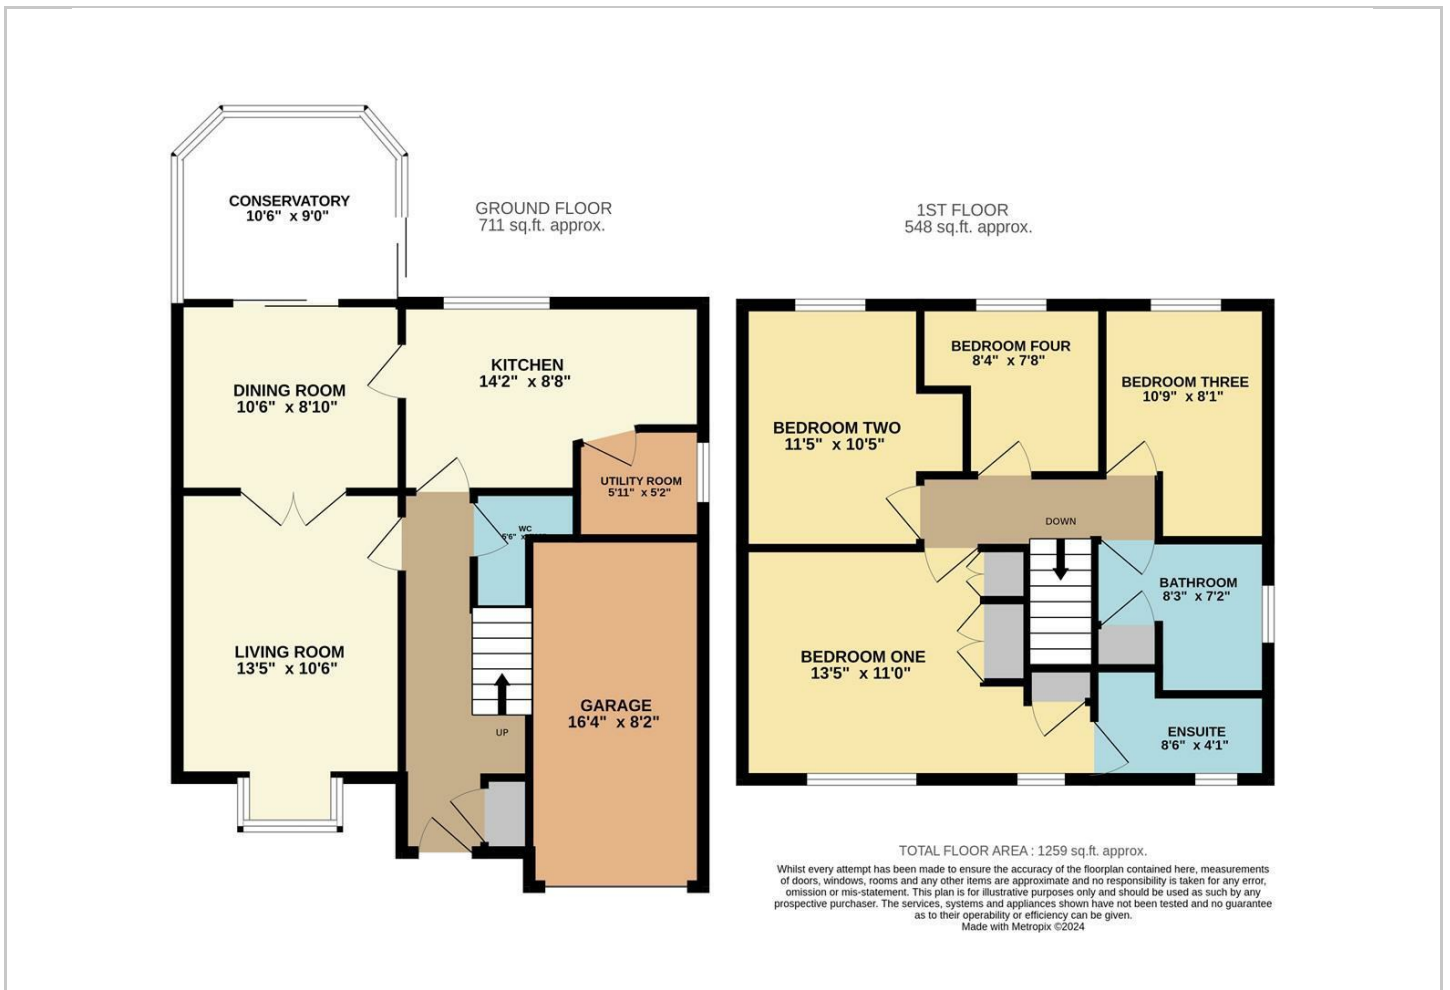 CONSERVATORY
10'6" x 9'0"
GROUND FLOOR
711 sq.ft. approx.
KITCHEN
14'2" x 8'8"
DINING ROOM
10'6" x 8'10"
UTILITY ROOM
5'11" x 5'2"
WC
LIVING ROOM
13'5" x 10'6"
GARAGE
16'4" x 8'2"
UP
1ST FLOOR
548 sq.ft. approx.
BEDROOM FOUR
8'4" x 7'8"
BEDROOM THREE
10'9" x 8'1"
BEDROOM TWO
11'5" x 10'5"
DOWN
BATHROOM
8'3" x 7'2"
BEDROOM ONE
13'5" x 11'0"
ENSUITE
8'6" x 4'1"
TOTAL FLOOR AREA : 1259 sq.ft. approx.
Whilst every attempt has been made to ensure the accuracy of the floorplan contained here, measurements
of doors, windows, rooms and any other items are approximate and no responsibility is taken for any error,
omission or mis-statement. This plan is for illustrative purposes only and should be used as such by any
prospective purchaser. The services, systems and appliances shown have not been tested and no guarantee
as to their operability or efficiency can be given.
Made with Metropix ©2024